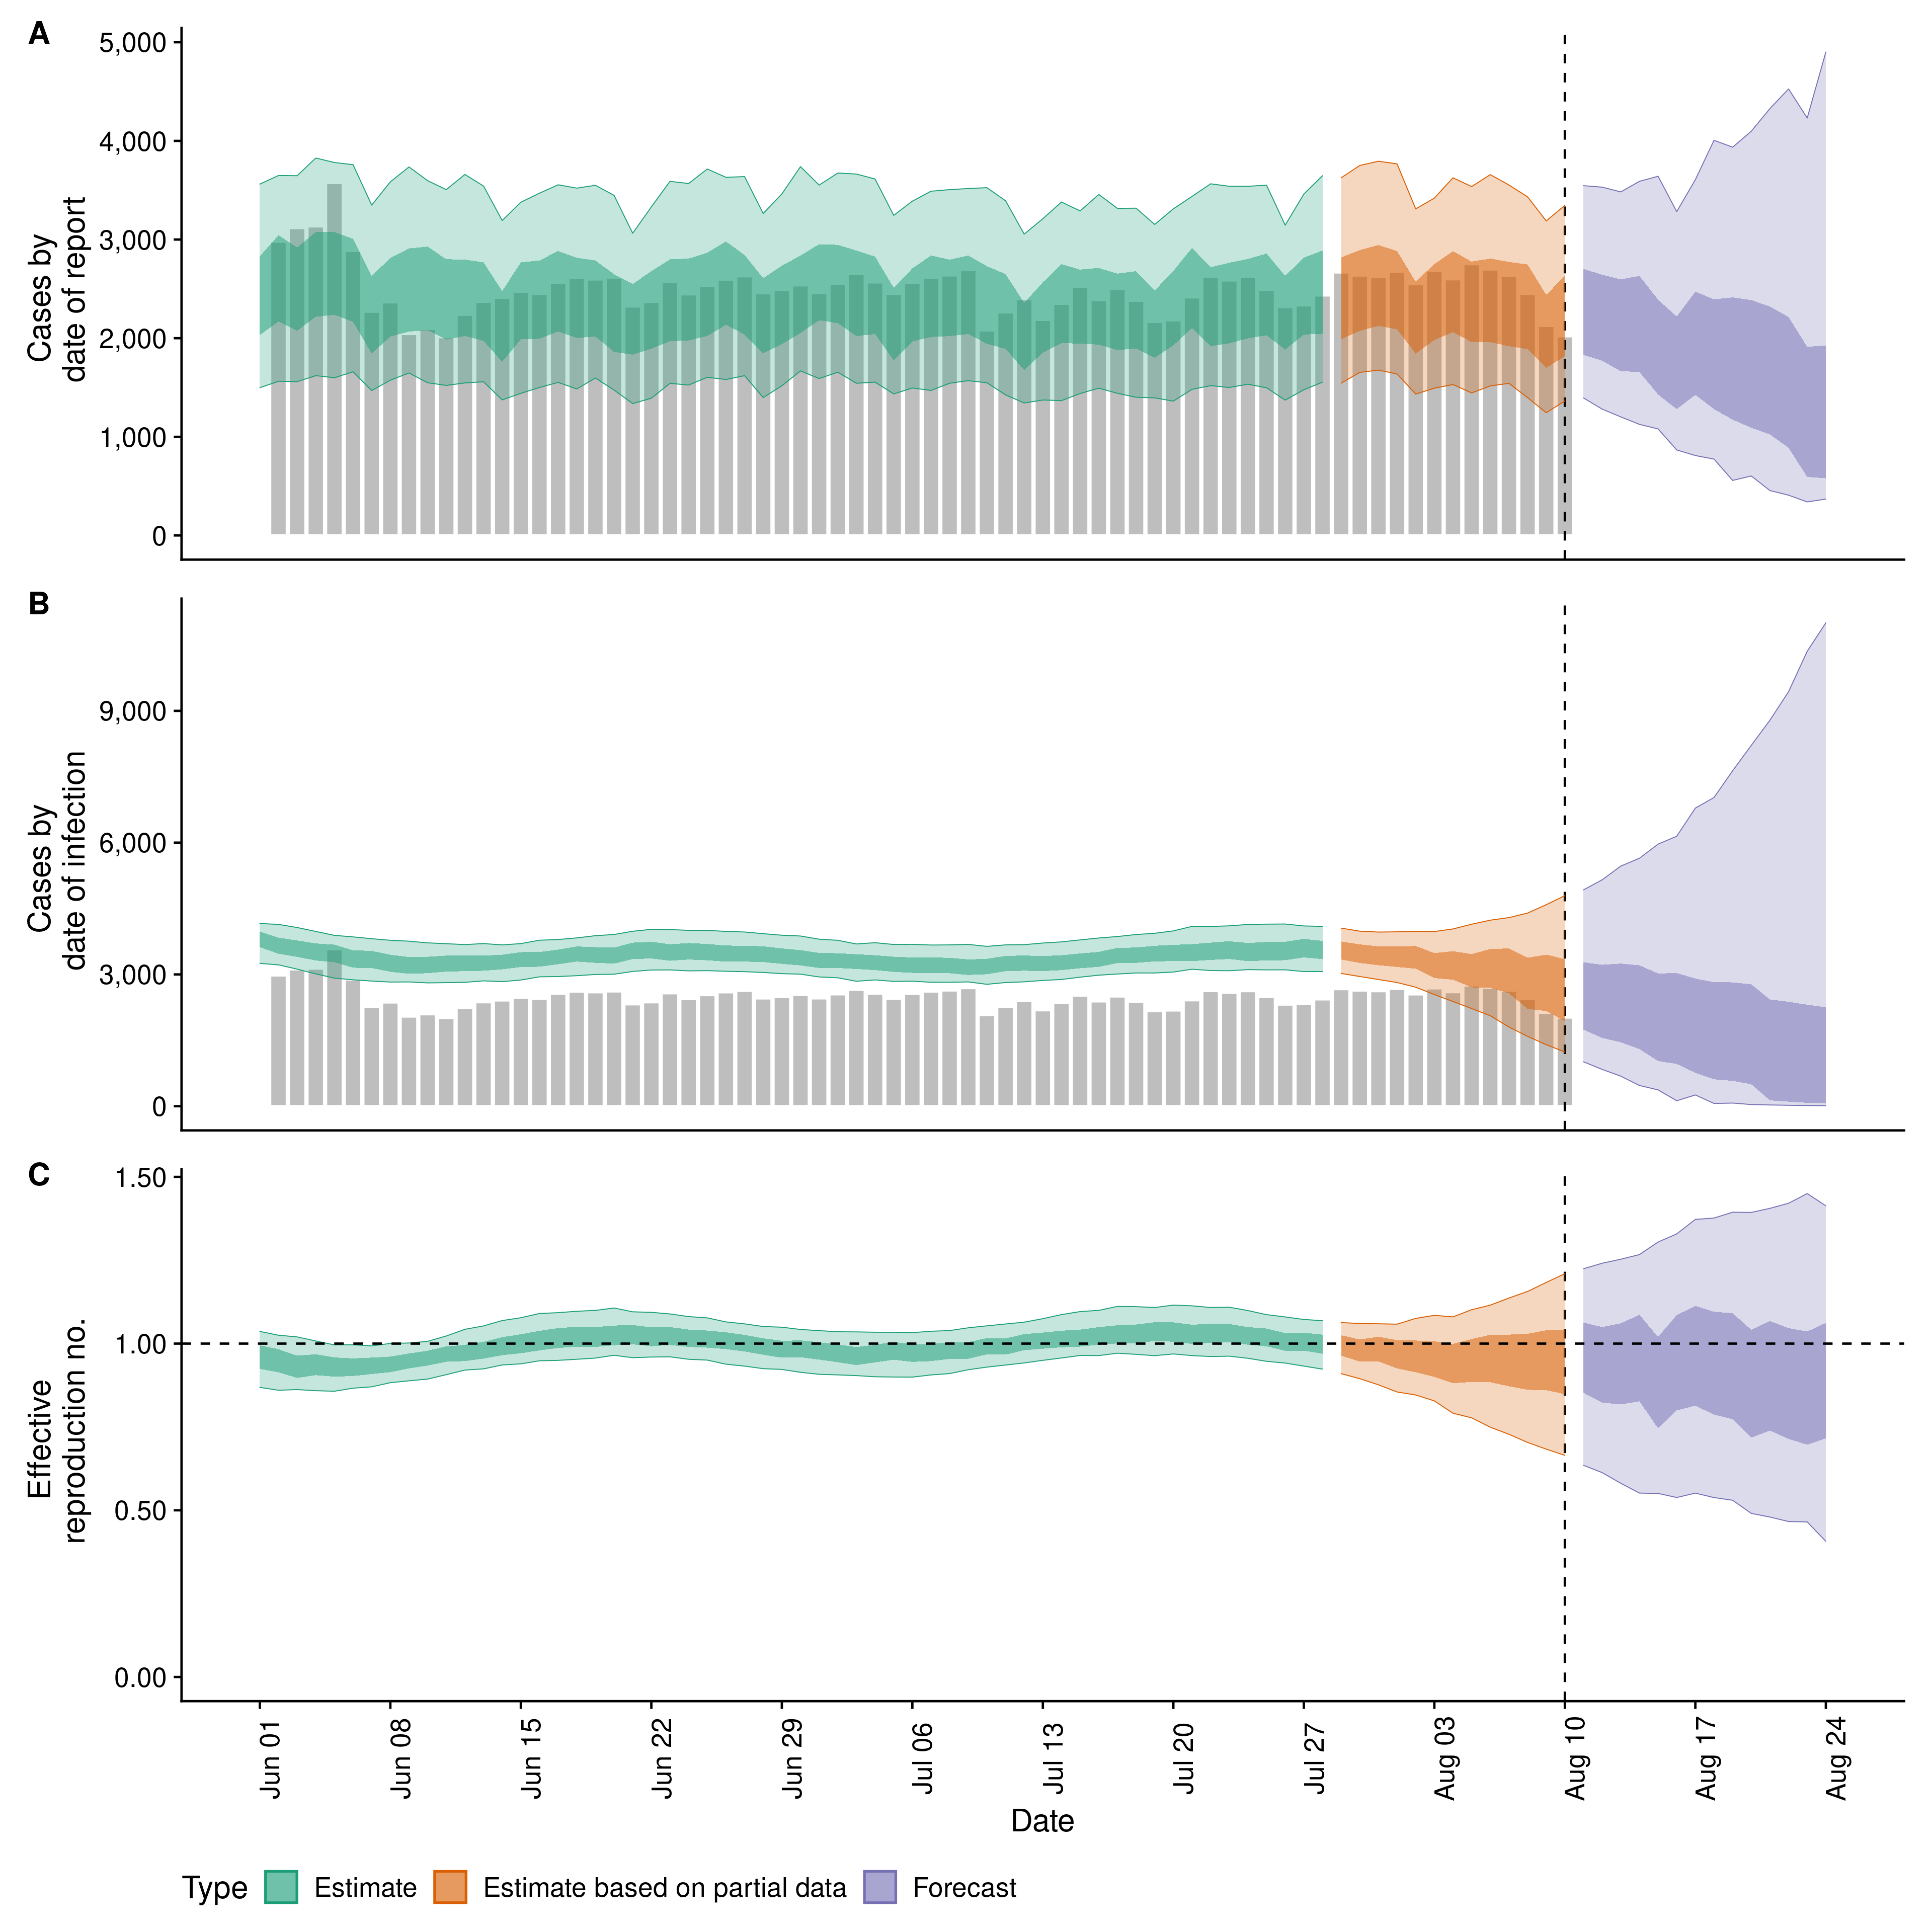 A
5,000
4,000
3,000
2,000
1,000
0
Cases by
date of report
B
9,000
6,000
3,000
0
Cases by
date of infection
C
1.50
1.00
0.50
0.00
Effective
reproduction no.
Jun 01
Jun 08
Jun 15
Jun 22
Jun 29
Jul 06
Jul 13
Jul 20
Jul 27
Aug 03
Aug 10
Aug 17
Aug 24
Date
Type
Estimate
Estimate based on partial data
Forecast